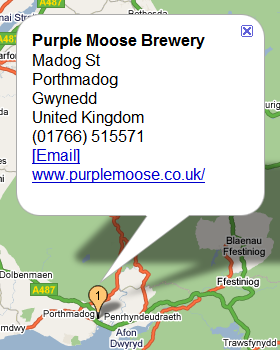 A487
Purple Moose Brewery
Madog St
Porthmadog
Gwynedd
United Kingdom
(01766) 515571
[Email]
www.purplemoose.co.uk/
Blaenau
Ffestiniog
Dolbenmaen
Ffestiniog
A487
1
Porthmadog
Penrhyndeudraeth
Afon
Dwyryd
Trawsfynydd